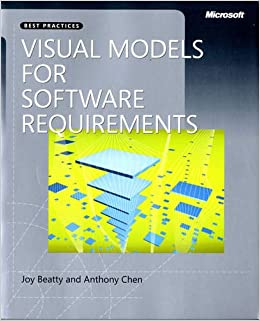 BEST PRACTICES
Microsoft
VISUAL MODELS
FOR
SOFTWARE
REQUIREMENTS
Joy Beatty and Anthony Chen